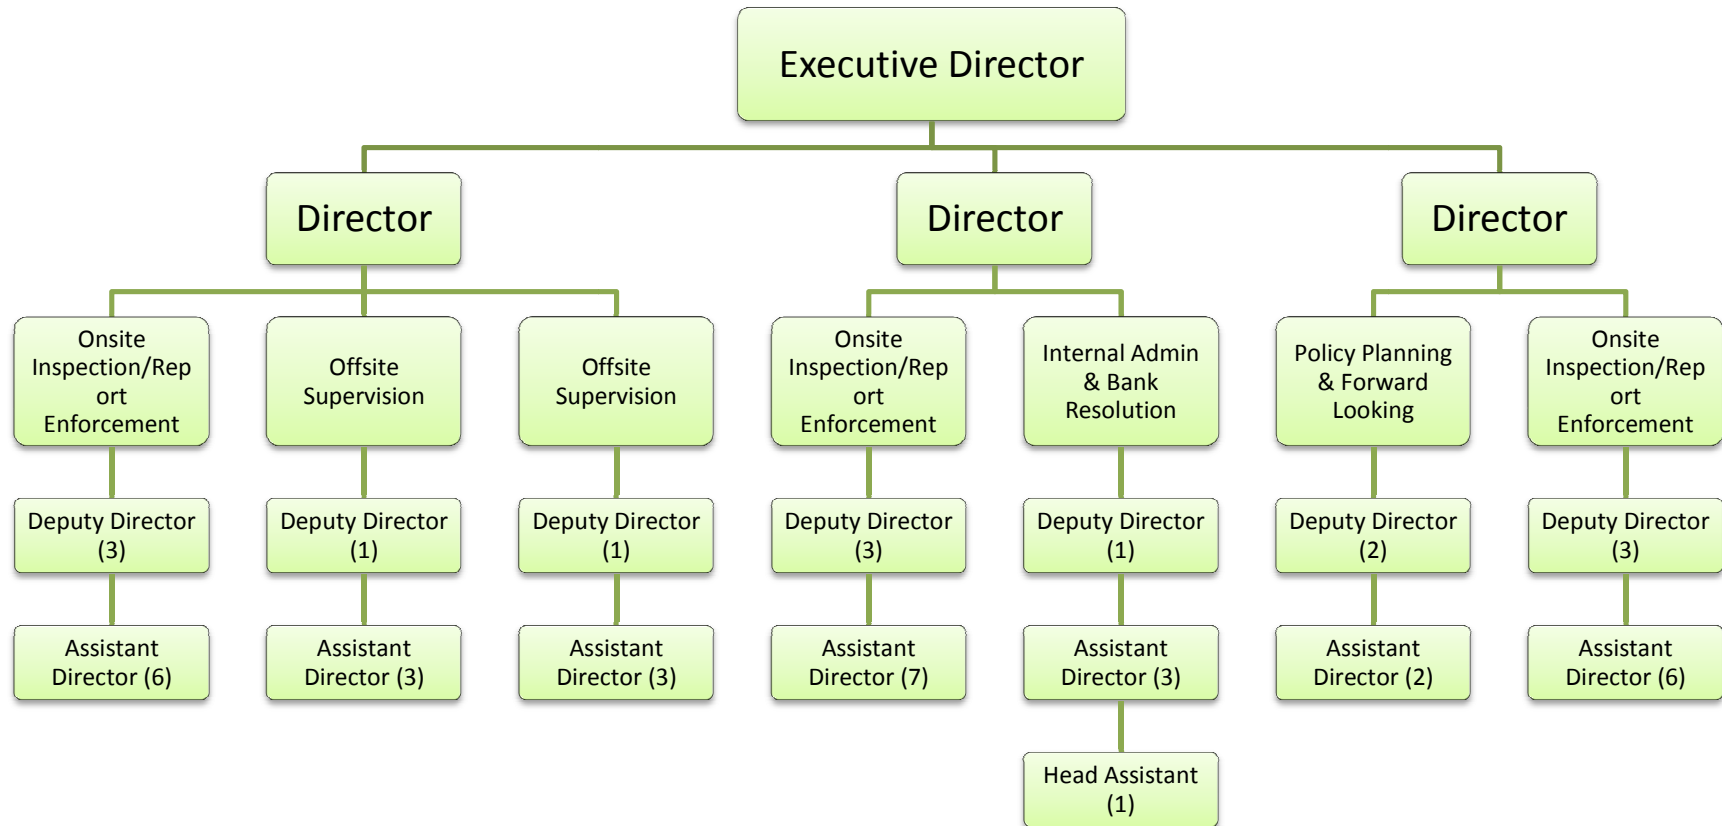 Executive Director
Director
Director
Director
Onsite
Inspection/Rep
ort
Enforcement
Offsite
Supervision
Offsite
Supervision
Onsite
Inspection/Rep
ort
Enforcement
Internal Admin
& Bank
Resolution
Policy Planning
& Forward
Looking
Onsite
Inspection/Rep
ort
Enforcement
Deputy Director
(3)
Deputy Director
(1)
Deputy Director
(1)
Deputy Director
(3)
Deputy Director
(1)
Deputy Director
(2)
Deputy Director
(3)
Assistant
Director (6)
Assistant
Director (3)
Assistant
Director (3)
Assistant
Director (7)
Assistant
Director (3)
Assistant
Director (2)
Assistant
Director (6)
Head Assistant
(1)